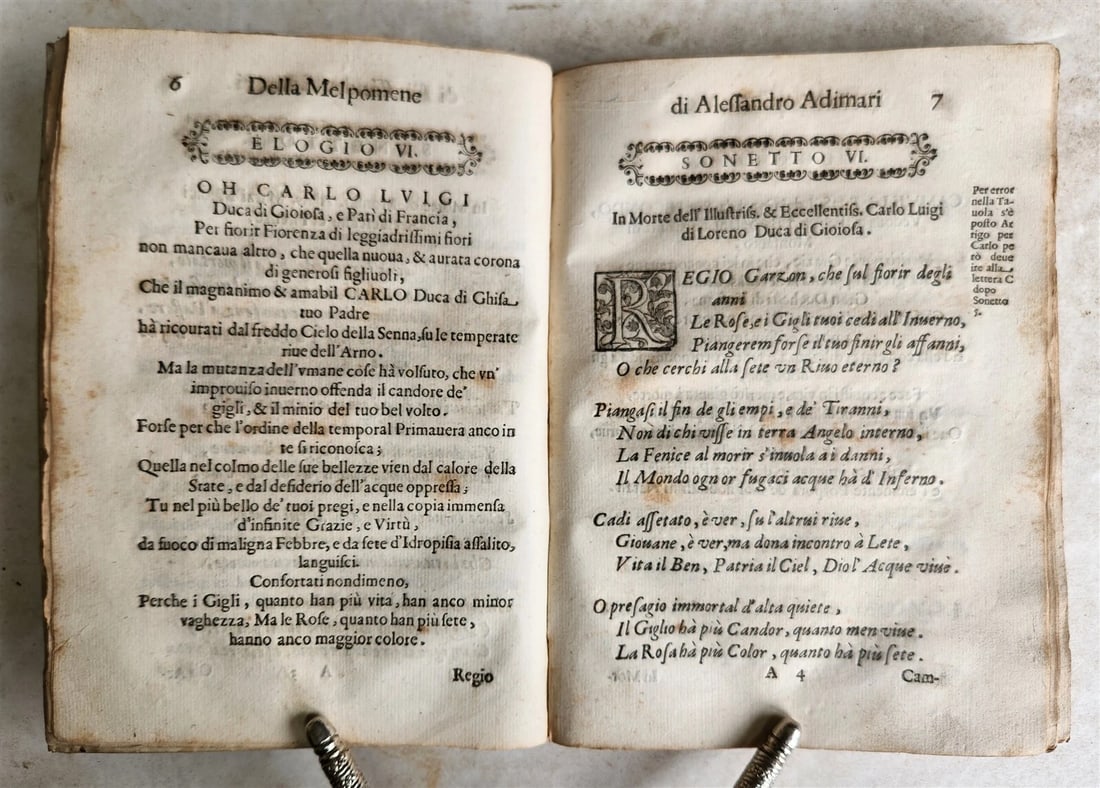 6 Della Melpomene
ELOGIO VI.
OH CARLO LVIGI
Duca di Gioiosa, e Pari di Francia,
Per fiorir Fiorenza di leggiadrissimi fiori
non mancaua altro, che quella nuoua, & aurata corona
di generosi figliuoli,
Che il magnanimo & amabil CARLO Duca di Ghisa
tuo Padre
hà ricourati dal freddo Cielo della Senna, su le temperate
riue dell'Arno.
Ma la mutanza dell'vmane cose hà volsuto, che vn'
improuiso inuerno offenda il candore de'
gigli, & il minio del tuo bel volto.
Forse per che l'ordine della temporal Primauera anco in
te si riconosca;
Quella nel colmo delle sue bellezze vien dal calore della
State, e dal desiderio dell'acque oppressa;
Tu nel più bello de' tuoi pregi, e nella copia immensa
d'infinite Grazie, e Virtù,
da fuoco di maligna Febbre, e da sete d'Idropisia assalito,
languisci.
Confortati nondimeno,
Perche i Gigli, quanto han più vita, han anco minor
vaghezza, Ma le Rose, quanto han più sete,
hanno anco maggior colore.
Regio
di Alessandro Adimari 7
SONETTO VI.
In Morte dell'Illustriss. & Eccellentiss. Carlo Luigi
di Loreno Duca di Gioiosa.
Per error
nella Ta-
uola s'è
posto Ar
rigo per
Carlo pe
rò deue
ire alla
lettera C
dopo
Sonetto
5.
REGIO Garzon, che sul fiorir degli
anni
Le Rose, e i Gigli tuoi cedi all'Inuerno,
Piangerem forse il tuo finir gli affanni,
O che cerchi alla sete vn Riuo eterno?
Piangasi il fin de gli empi, e de' Tiranni,
Non di chi visse in terra Angelo interno,
La Fenice al morir s'inuola a i danni,
Il Mondo ogn or fugaci acque hà d'Inferno.
Cadi assetato, è ver, su l'altrui riue,
Giouane, è ver, ma dona incontro à Lete,
Vita il Ben, Patria il Ciel, Dio l'Acque viuè.
O presagio immortal d'alta quiete,
Il Giglio hà più Candor, quanto men viue.
La Rosa hà più Color, quanto hà più sete.
A 4 Cam-